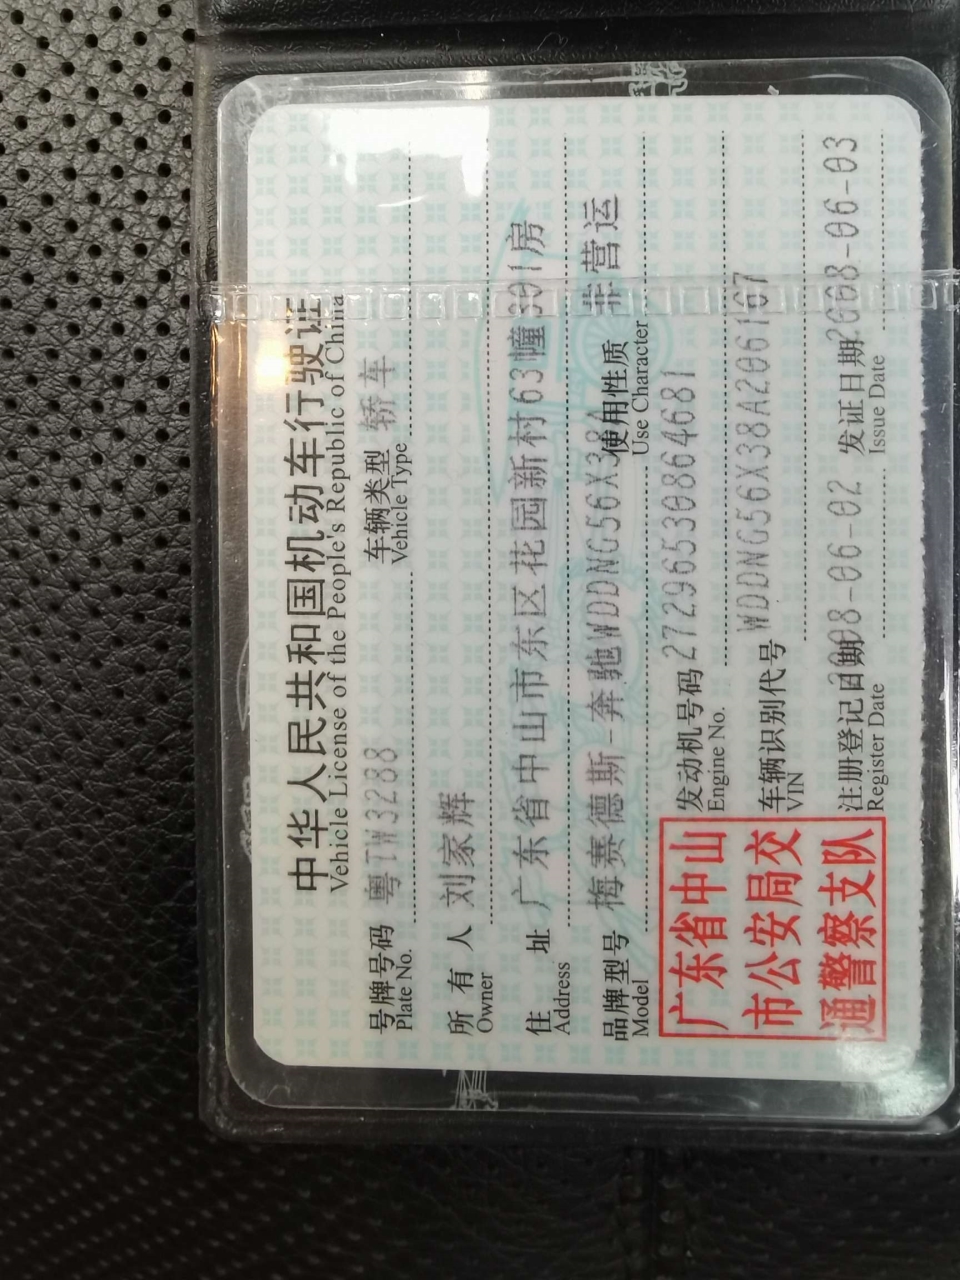 中华人民共和国机动车行驶证
Vehicle License of the People's Republic of China
号牌号码 粤TW3288 车辆类型 轿车
Plate No. Vehicle Type
所有人 刘家辉
Owner
住址 广东省中山市东区花园新村63幢301房
Address
品牌型号 梅赛德斯-奔驰WDDNG56X38A 使用性质 非营运
Model Use Character
广东省中山
市公安局交
通警察支队
发动机号码 27296530864681
Engine No.
车辆识别代号 WDDNG56X38A206167
VIN
注册登记日期 2008-06-02 发证日期 2008-06-03
Register Date Issue Date